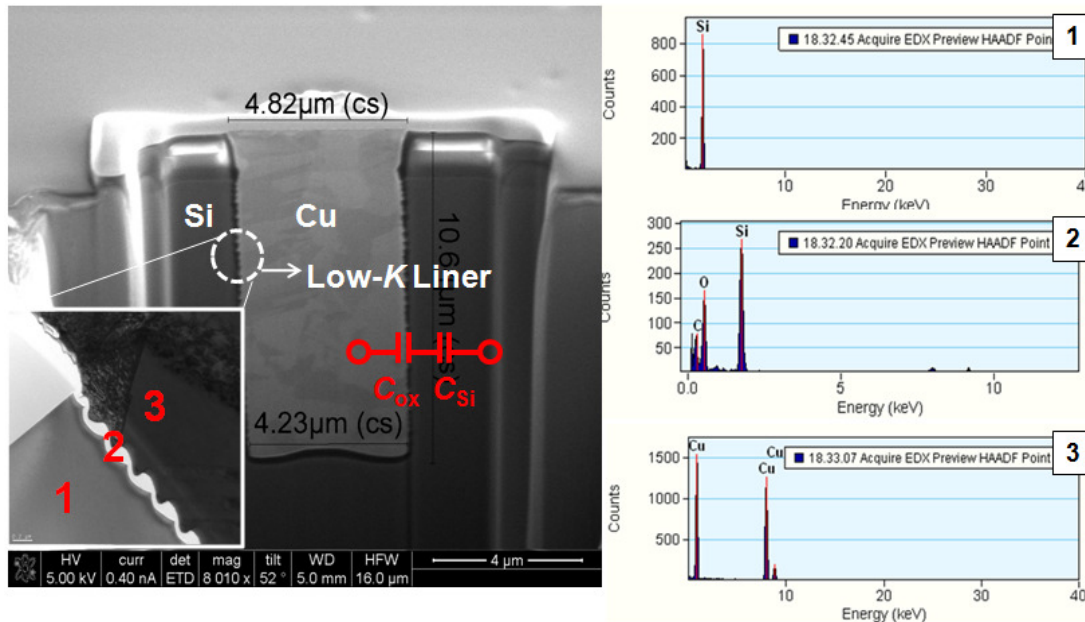 4.82µm (cs)
Si
Cu
Low-K Liner
Cox
CSi
4.23µm (cs)
1
2
3
HV curr det mag tilt WD HFW
5.00 kV 0.40 nA ETD 8 010 x 52 ° 5.0 mm 16.0 µm
4 µm
1
Si
18.32.45 Acquire EDX Preview HAADF Point
Counts
800
600
400
200
10 20 30 40
Energy (keV)
2
Si
O
C
18.32.20 Acquire EDX Preview HAADF Point
Counts
300
250
200
150
100
50
0.0 5 10
Energy (keV)
3
Cu
Cu
Cu
18.33.07 Acquire EDX Preview HAADF Point
Counts
1500
1000
500
10 20 30 40
Energy (keV)